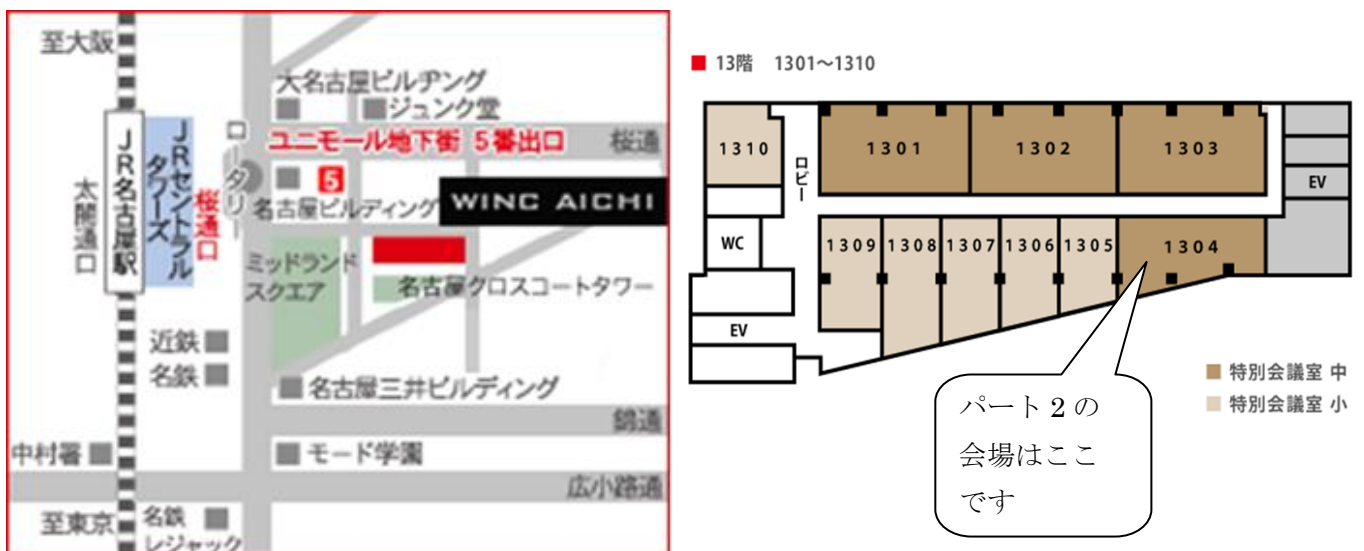 至大阪
大名古屋ビルヂング
ジュンク堂
ユニモール地下街 5番出口
桜通
JR名古屋駅
JRセントラル
タワーズ
桜通口
ロータリー
太閤通口
5
名古屋ビルディング
WINC AICHI
ミッドランド
スクエア
名古屋クロスコートタワー
近鉄
名鉄
名古屋三井ビルディング
錦通
中村署
モード学園
広小路通
至東京
名鉄
レジャック
13階 1301〜1310
1310
ロビー
1301
1302
1303
EV
WC
1309
1308
1307
1306
1305
1304
EV
特別会議室 中
特別会議室 小
パート2の
会場はここ
です